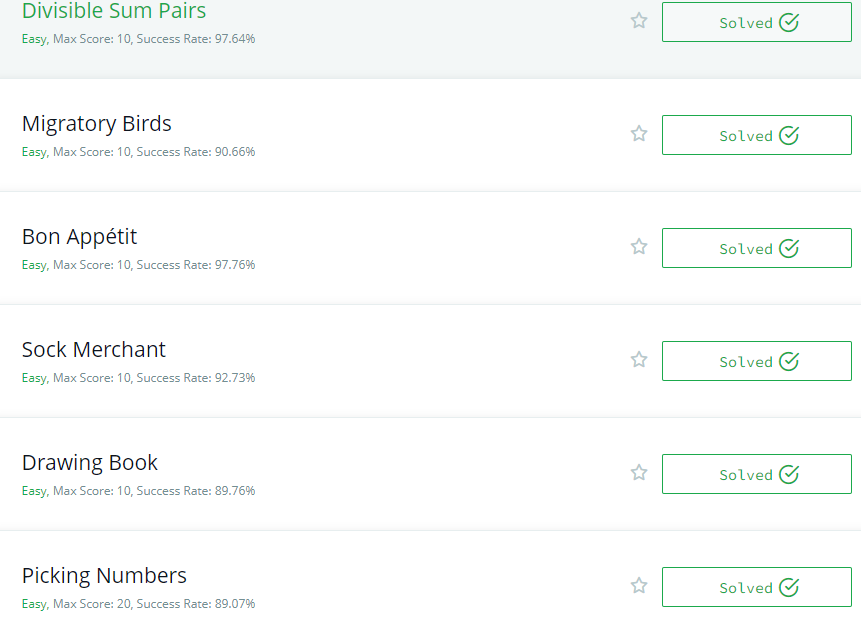 Divisible Sum Pairs
Easy, Max Score: 10, Success Rate: 97.64%
Solved
Migratory Birds
Easy, Max Score: 10, Success Rate: 90.66%
Solved
Bon Appétit
Easy, Max Score: 10, Success Rate: 97.76%
Solved
Sock Merchant
Easy, Max Score: 10, Success Rate: 92.73%
Solved
Drawing Book
Easy, Max Score: 10, Success Rate: 89.76%
Solved
Picking Numbers
Easy, Max Score: 20, Success Rate: 89.07%
Solved